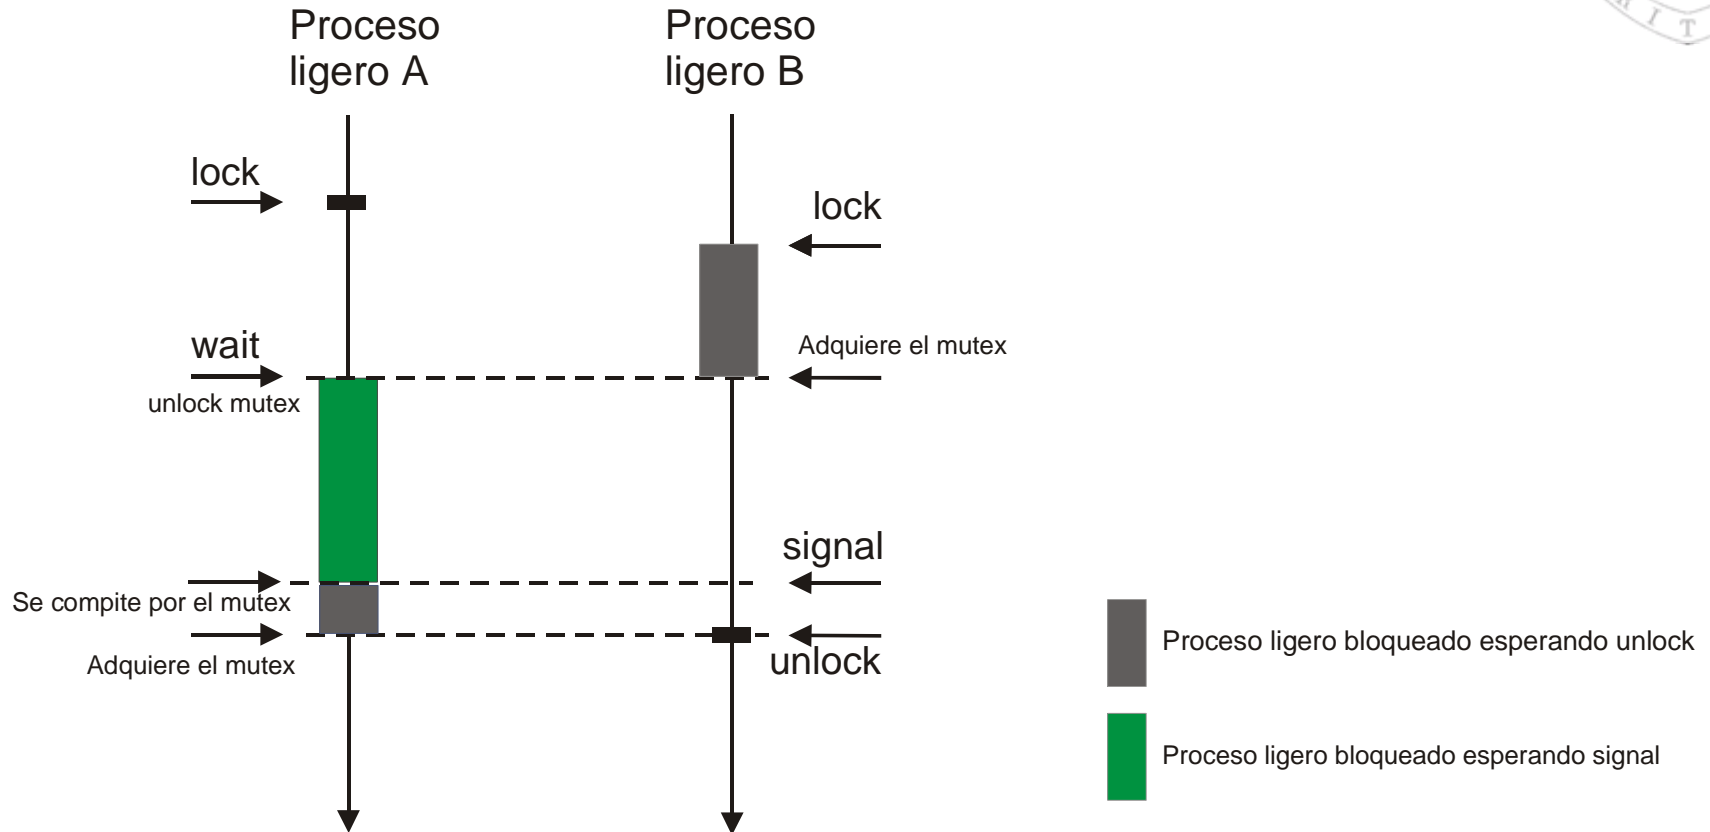 Proceso
ligero A
Proceso
ligero B
lock
lock
wait
Adquiere el mutex
unlock mutex
signal
Se compite por el mutex
Adquiere el mutex
unlock
Proceso ligero bloqueado esperando unlock
Proceso ligero bloqueado esperando signal